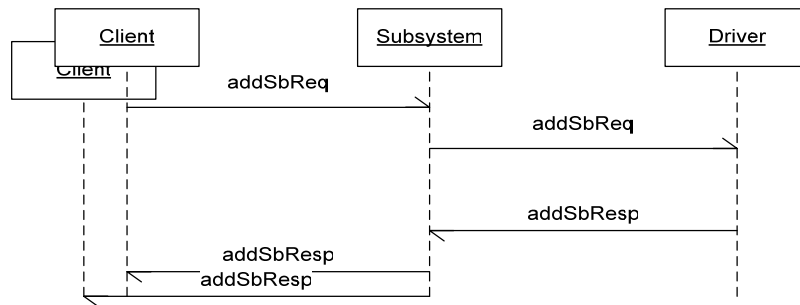 Client
Subsystem
Driver
Client
addSbReq
addSbReq
addSbResp
addSbResp
addSbResp